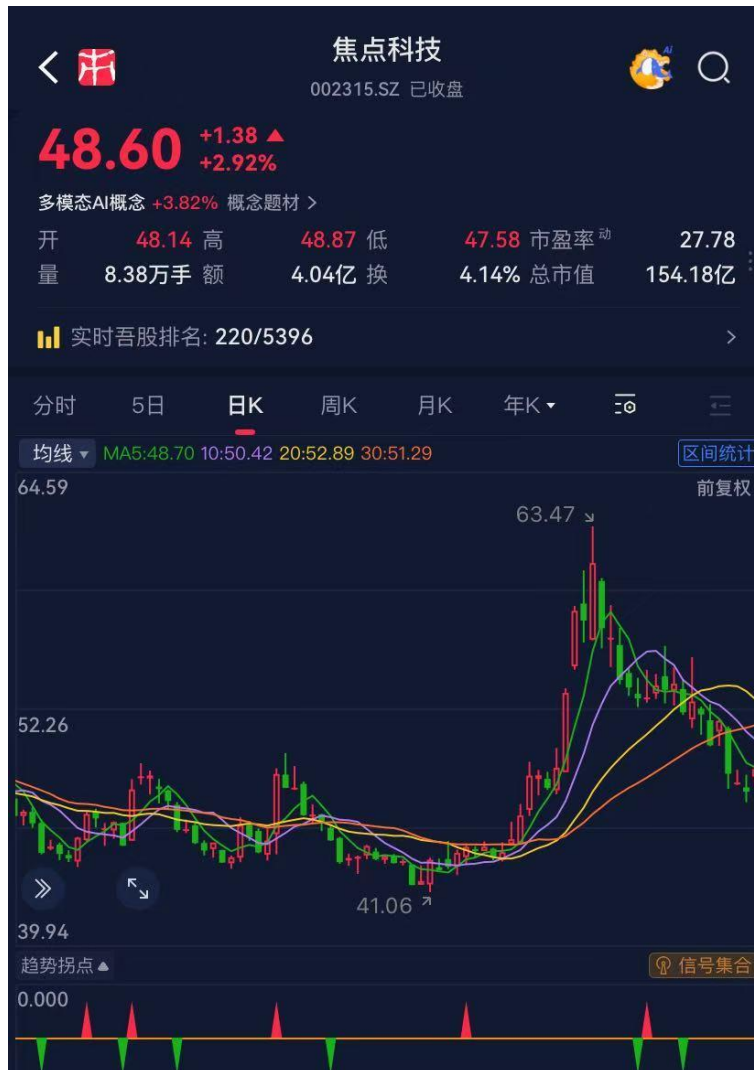 焦点科技
002315.SZ 已收盘
Ai
48.60 +1.38
+2.92%
多模态AI概念 +3.82% 概念题材
开 48.14 高 48.87 低 47.58 市盈率动 27.78
量 8.38万手 额 4.04亿 换 4.14% 总市值 154.18亿
实时吾股排名: 220/5396
分时 5日 日K 周K 月K 年K
均线 MA5:48.70 10:50.42 20:52.89 30:51.29 区间统计
64.59 前复权
63.47
52.26
41.06
39.94
趋势拐点 信号集合
0.000